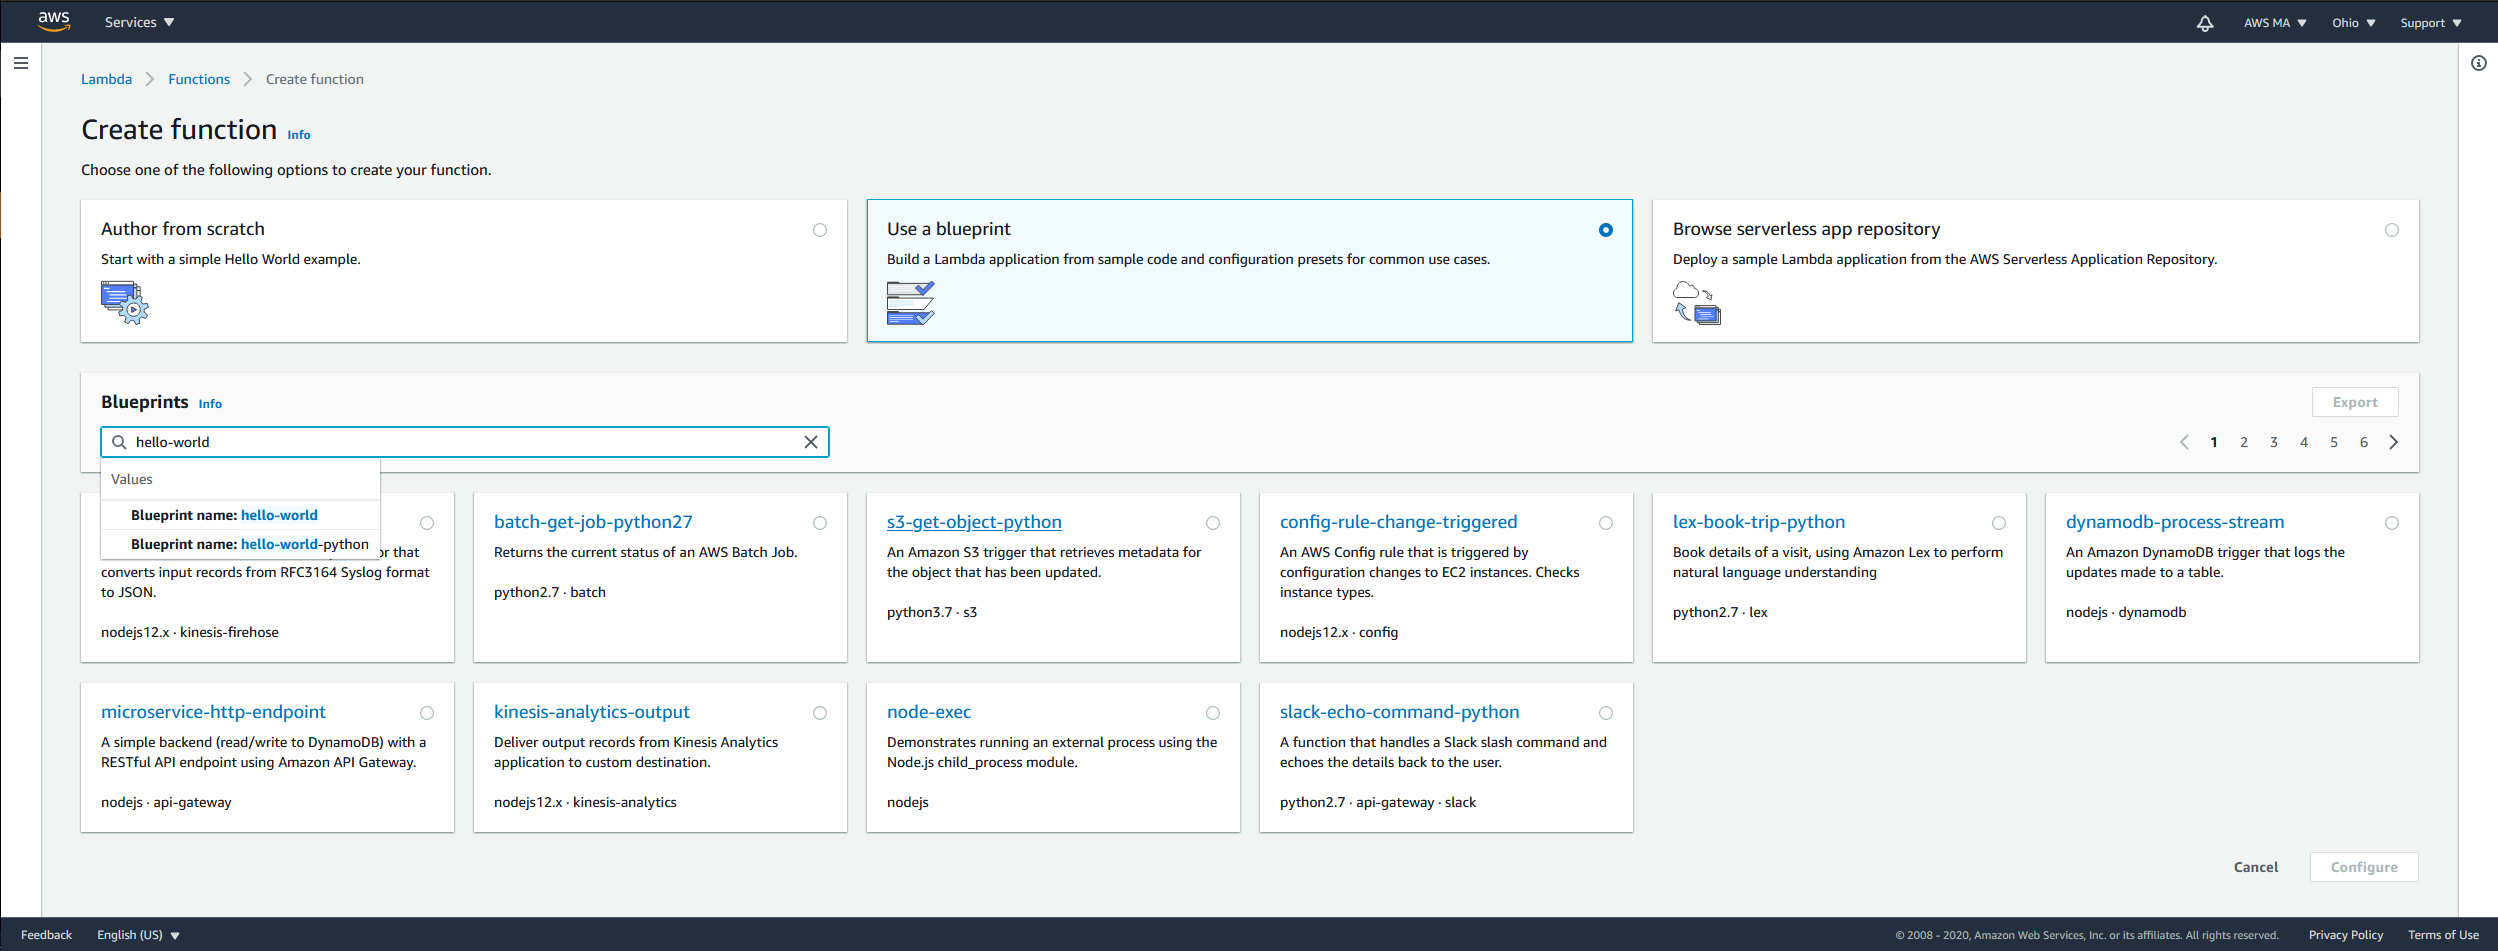 aws Services AWS MA Ohio Support
Lambda Functions Create function
Create function Info
Choose one of the following options to create your function.
Author from scratch
Start with a simple Hello World example.
Use a blueprint
Build a Lambda application from sample code and configuration presets for common use cases.
Browse serverless app repository
Deploy a sample Lambda application from the AWS Serverless Application Repository.
Blueprints Info
Export
hello-world
1 2 3 4 5 6
Values
Blueprint name: hello-world
Blueprint name: hello-world-python
or that
converts input records from RFC3164 Syslog format
to JSON.
nodejs12.x · kinesis-firehose
batch-get-job-python27
Returns the current status of an AWS Batch Job.
python2.7 · batch
s3-get-object-python
An Amazon S3 trigger that retrieves metadata for
the object that has been updated.
python3.7 · s3
config-rule-change-triggered
An AWS Config rule that is triggered by
configuration changes to EC2 instances. Checks
instance types.
nodejs12.x · config
lex-book-trip-python
Book details of a visit, using Amazon Lex to perform
natural language understanding
python2.7 · lex
dynamodb-process-stream
An Amazon DynamoDB trigger that logs the
updates made to a table.
nodejs · dynamodb
microservice-http-endpoint
A simple backend (read/write to DynamoDB) with a
RESTful API endpoint using Amazon API Gateway.
nodejs · api-gateway
kinesis-analytics-output
Deliver output records from Kinesis Analytics
application to custom destination.
nodejs12.x · kinesis-analytics
node-exec
Demonstrates running an external process using the
Node.js child_process module.
nodejs
slack-echo-command-python
A function that handles a Slack slash command and
echoes the details back to the user.
python2.7 · api-gateway · slack
Cancel Configure
Feedback English (US) © 2008 - 2020, Amazon Web Services, Inc. or its affiliates. All rights reserved. Privacy Policy Terms of Use